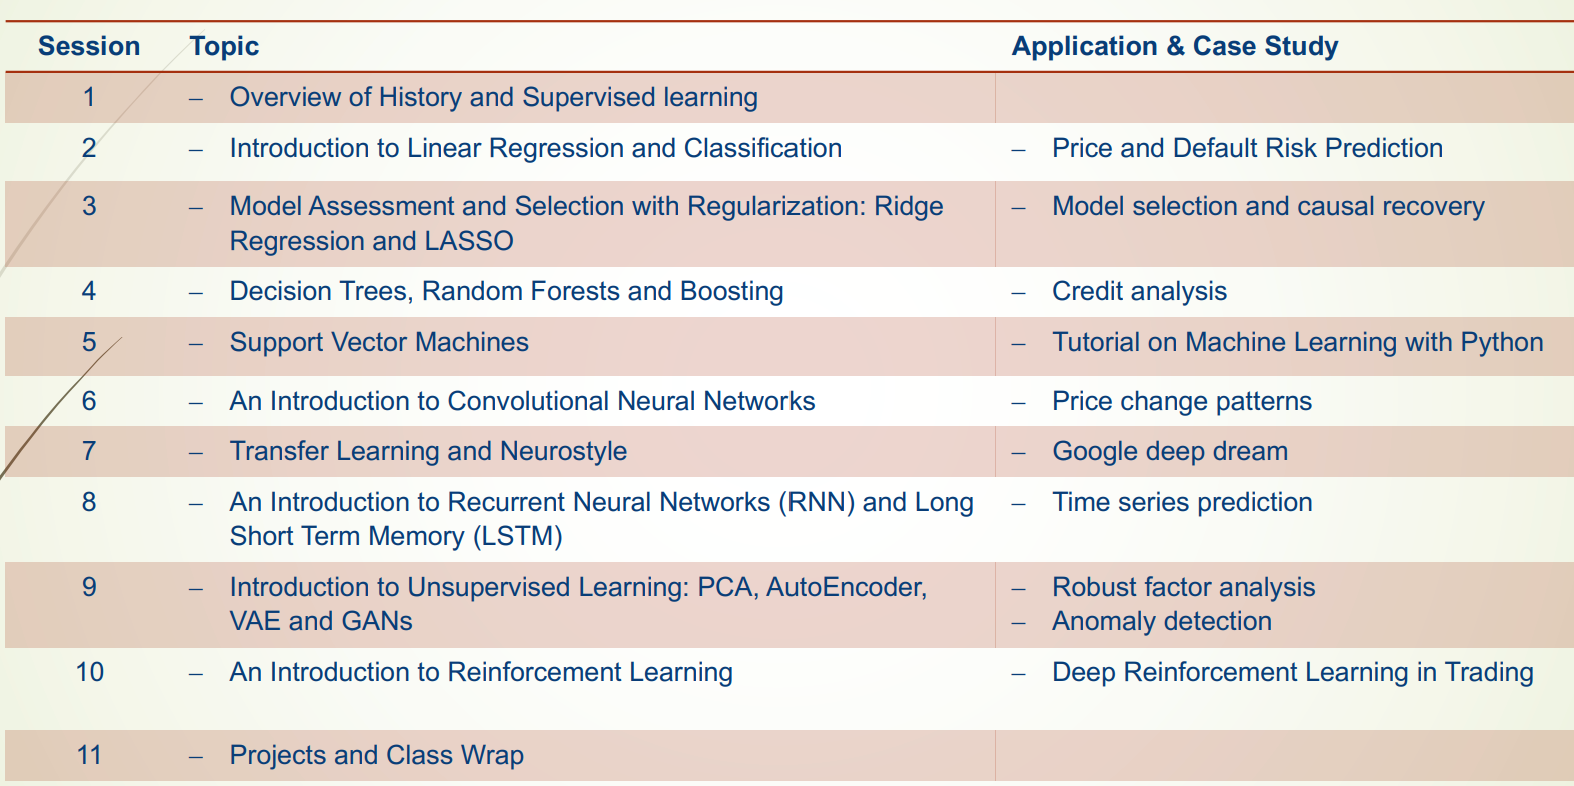 Session Topic Application & Case Study
1 – Overview of History and Supervised learning
2 – Introduction to Linear Regression and Classification – Price and Default Risk Prediction
3 – Model Assessment and Selection with Regularization: Ridge – Model selection and causal recovery
Regression and LASSO
4 – Decision Trees, Random Forests and Boosting – Credit analysis
5 – Support Vector Machines – Tutorial on Machine Learning with Python
6 – An Introduction to Convolutional Neural Networks – Price change patterns
7 – Transfer Learning and Neurostyle – Google deep dream
8 – An Introduction to Recurrent Neural Networks (RNN) and Long – Time series prediction
Short Term Memory (LSTM)
9 – Introduction to Unsupervised Learning: PCA, AutoEncoder, – Robust factor analysis
VAE and GANs – Anomaly detection
10 – An Introduction to Reinforcement Learning – Deep Reinforcement Learning in Trading
11 – Projects and Class Wrap